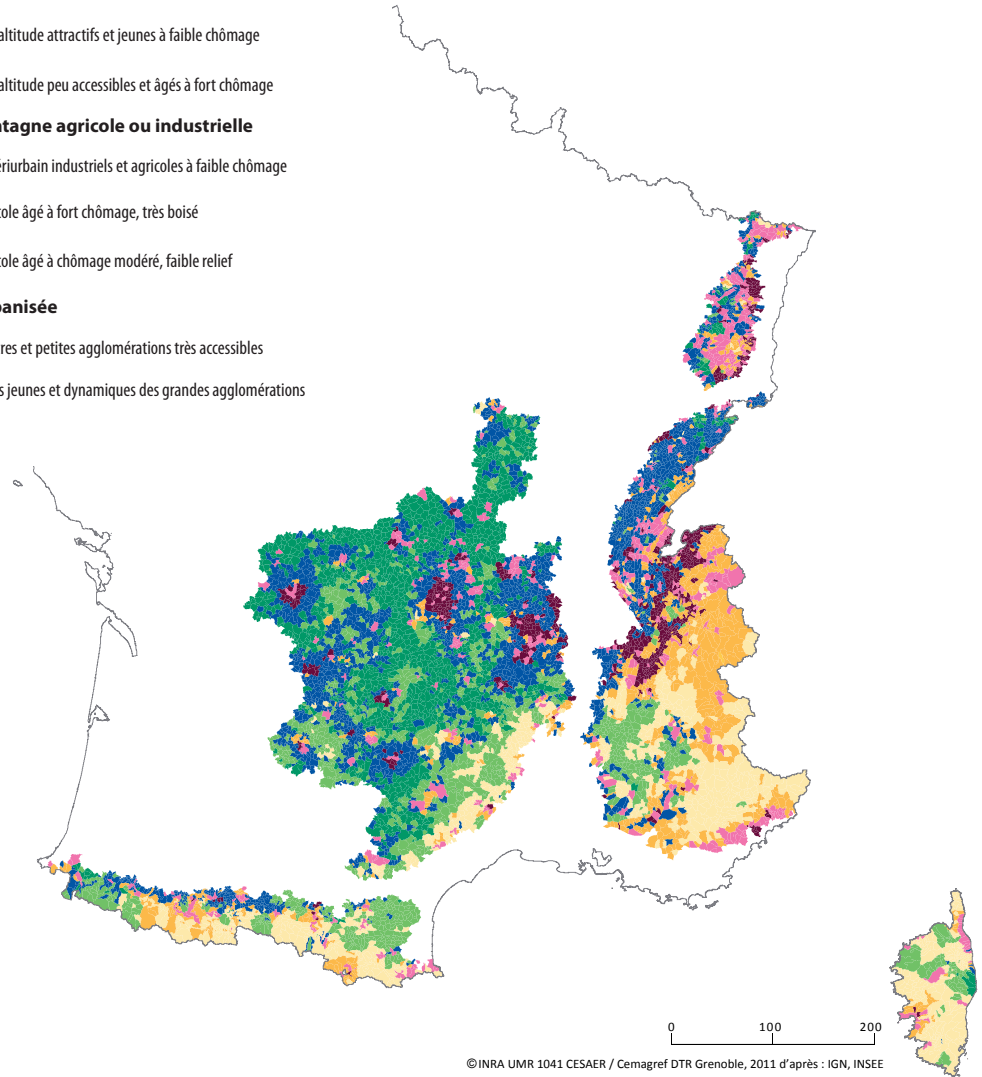 altitude attractifs et jeunes à faible chômage
altitude peu accessibles et âgés à fort chômage
tagne agricole ou industrielle
ériurbain industriels et agricoles à faible chômage
cole âgé à fort chômage, très boisé
cole âgé à chômage modéré, faible relief
banisée
res et petites agglomérations très accessibles
s jeunes et dynamiques des grandes agglomérations
0 100 200
©INRA UMR 1041 CESAER / Cemagref DTR Grenoble, 2011 d'après : IGN, INSEE